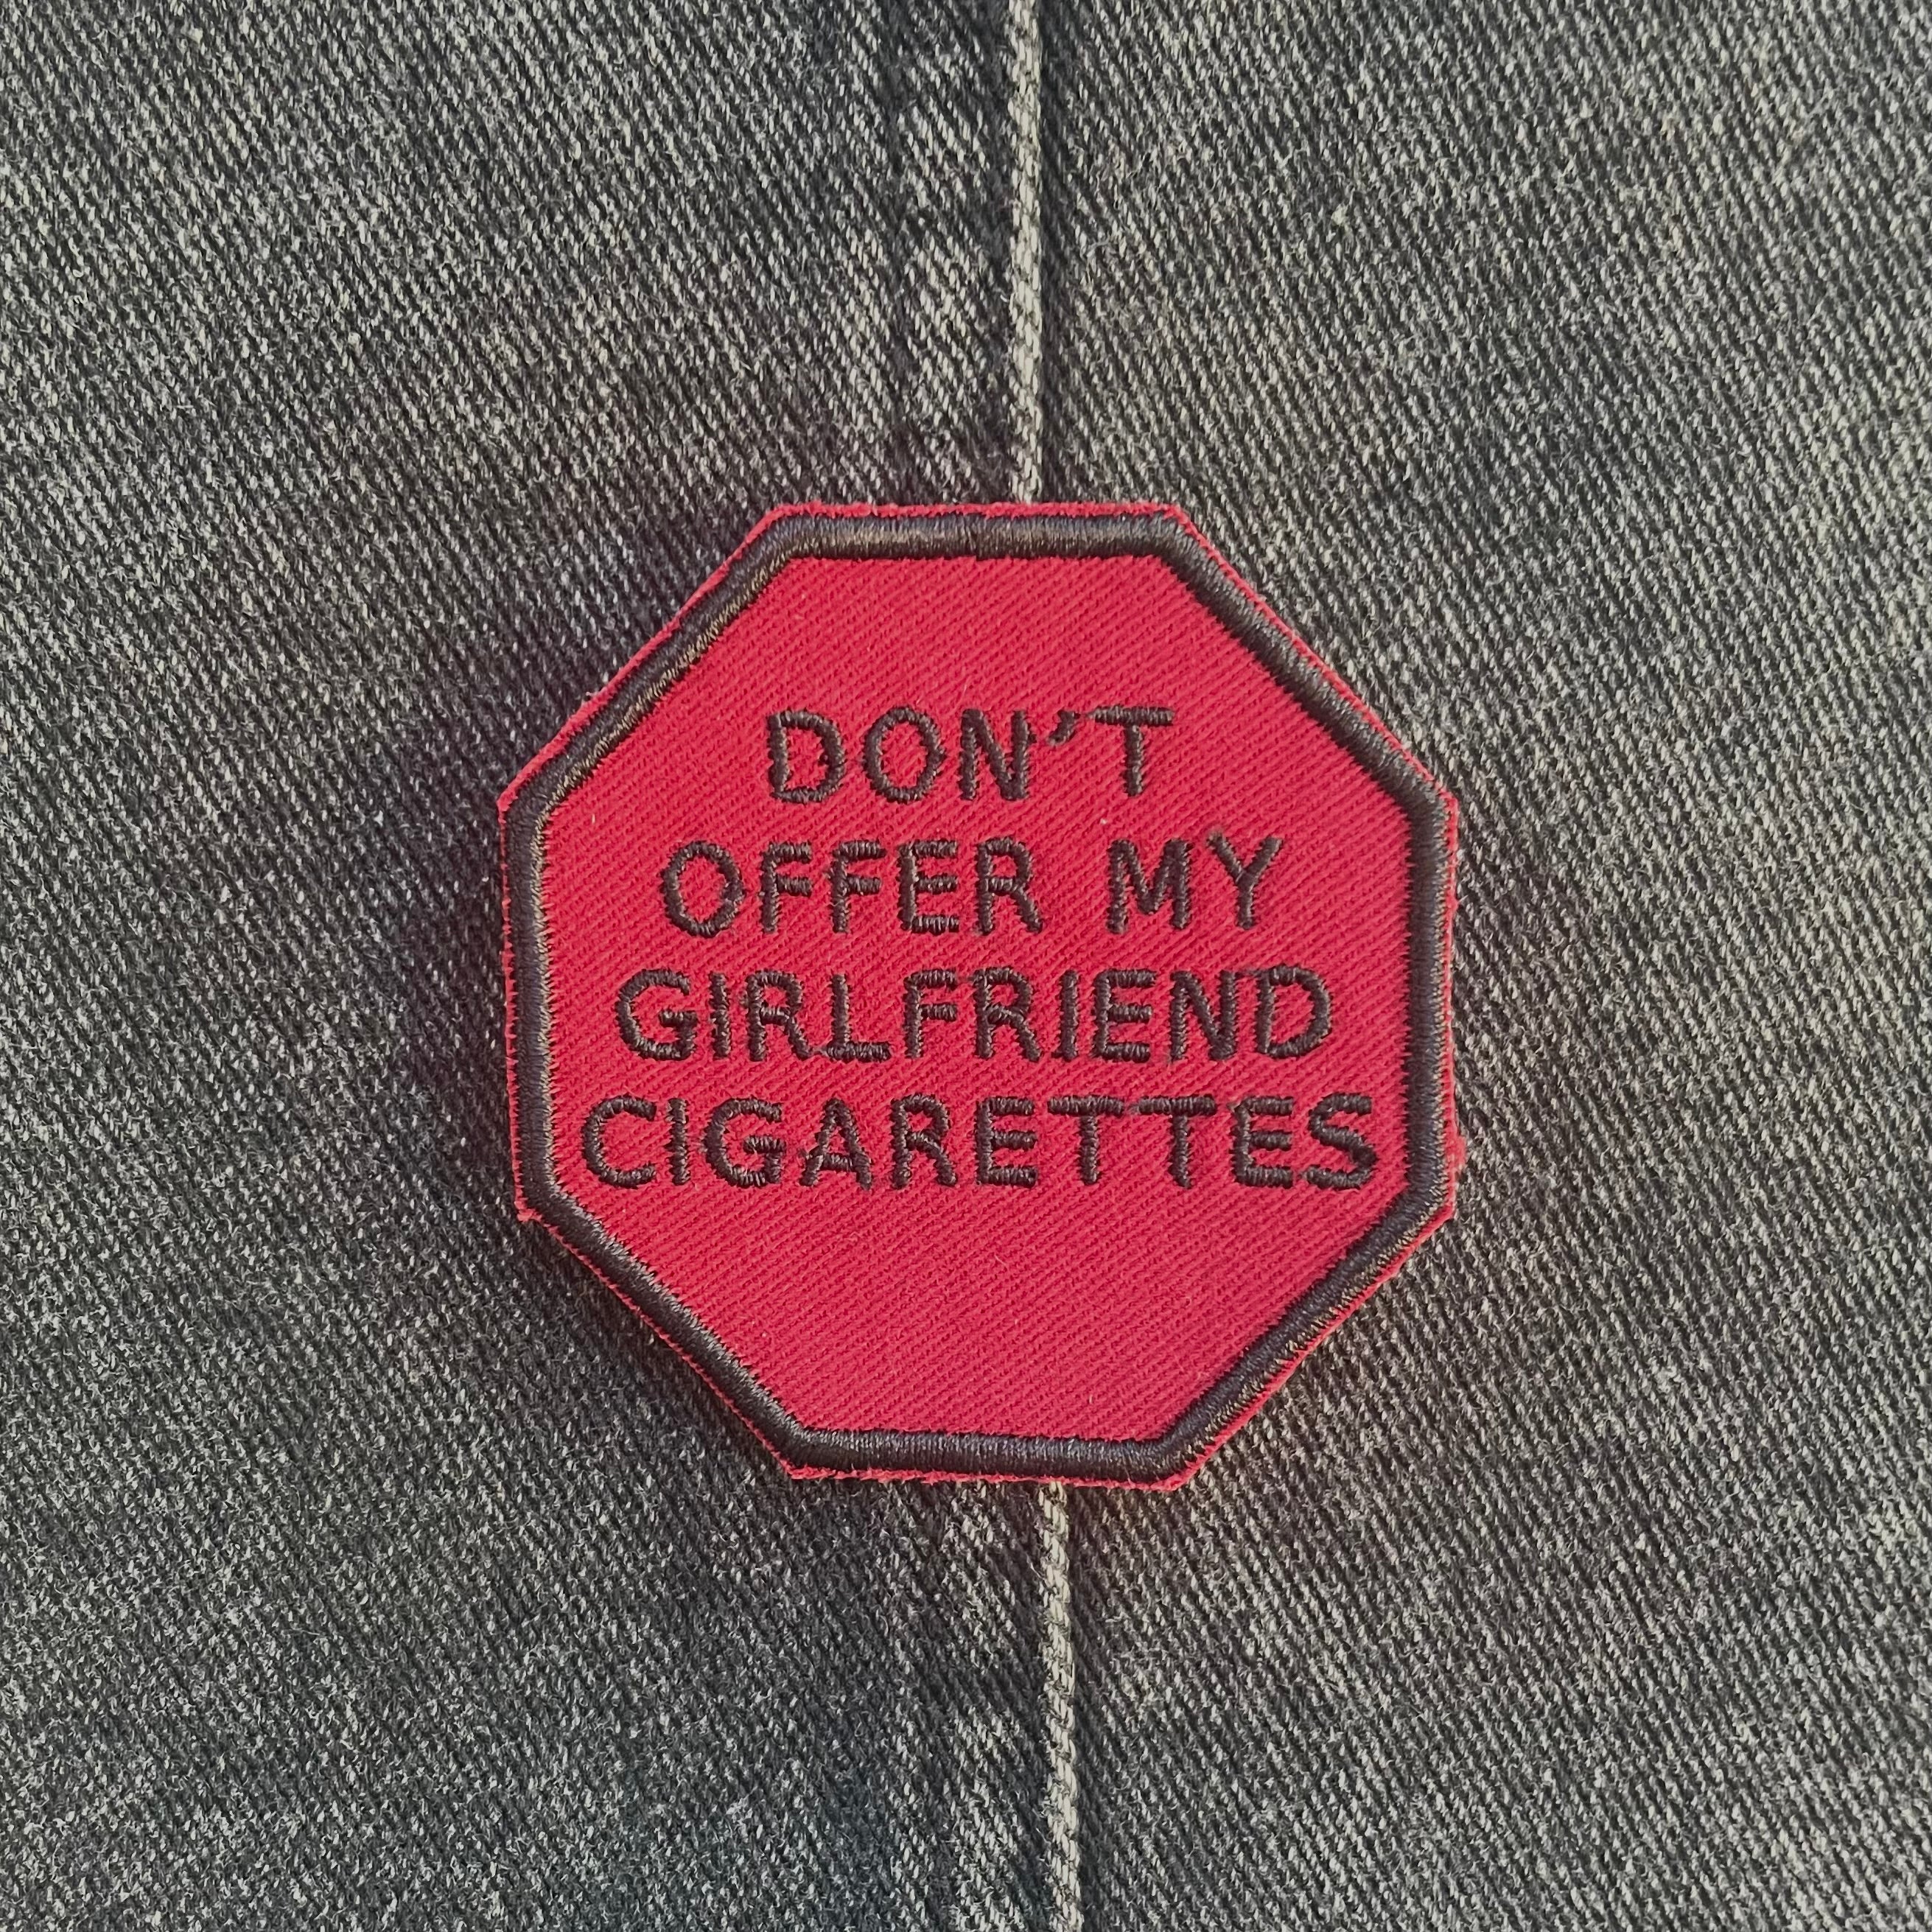 DON'T
OFFER MY
GIRLFRIEND
CIGARETTES